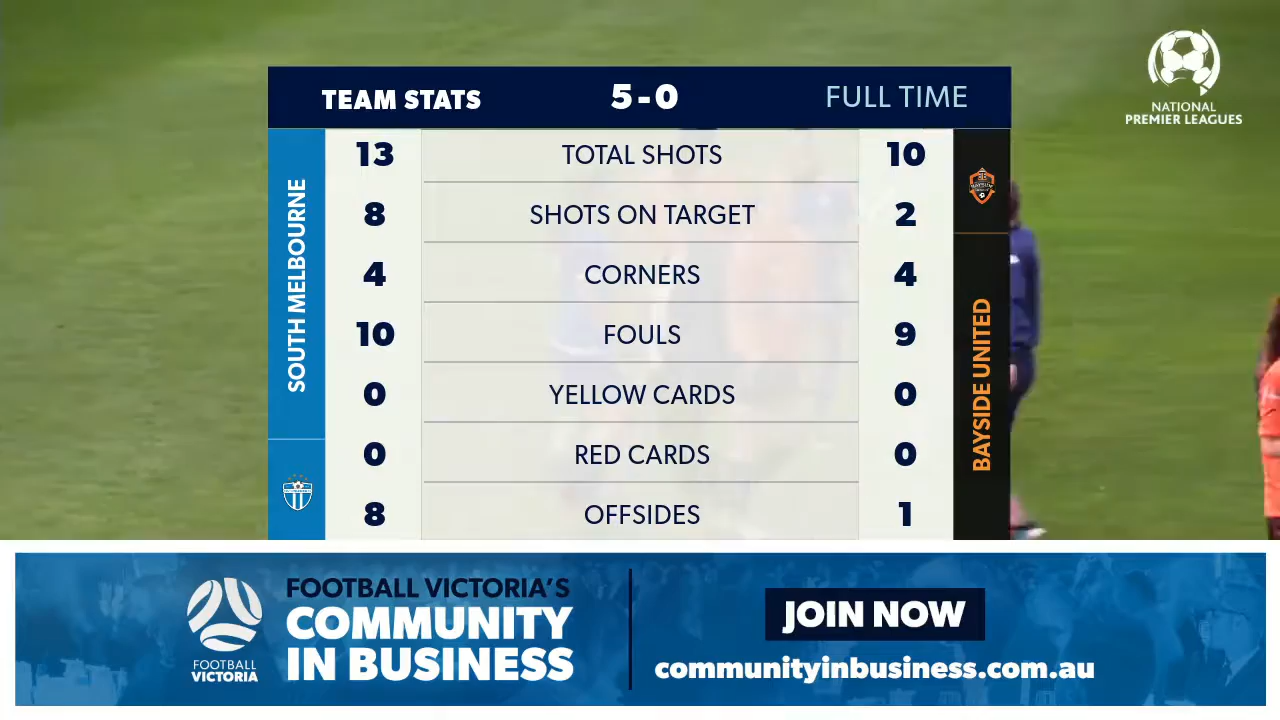 NATIONAL
PREMIER LEAGUES
TEAM STATS 5-0 FULL TIME
SOUTH MELBOURNE
BAYSIDE UNITED
13 TOTAL SHOTS 10
8 SHOTS ON TARGET 2
4 CORNERS 4
10 FOULS 9
0 YELLOW CARDS 0
0 RED CARDS 0
8 OFFSIDES 1
FOOTBALL VICTORIA'S
COMMUNITY
IN BUSINESS
FOOTBALL
VICTORIA
JOIN NOW
communityinbusiness.com.au